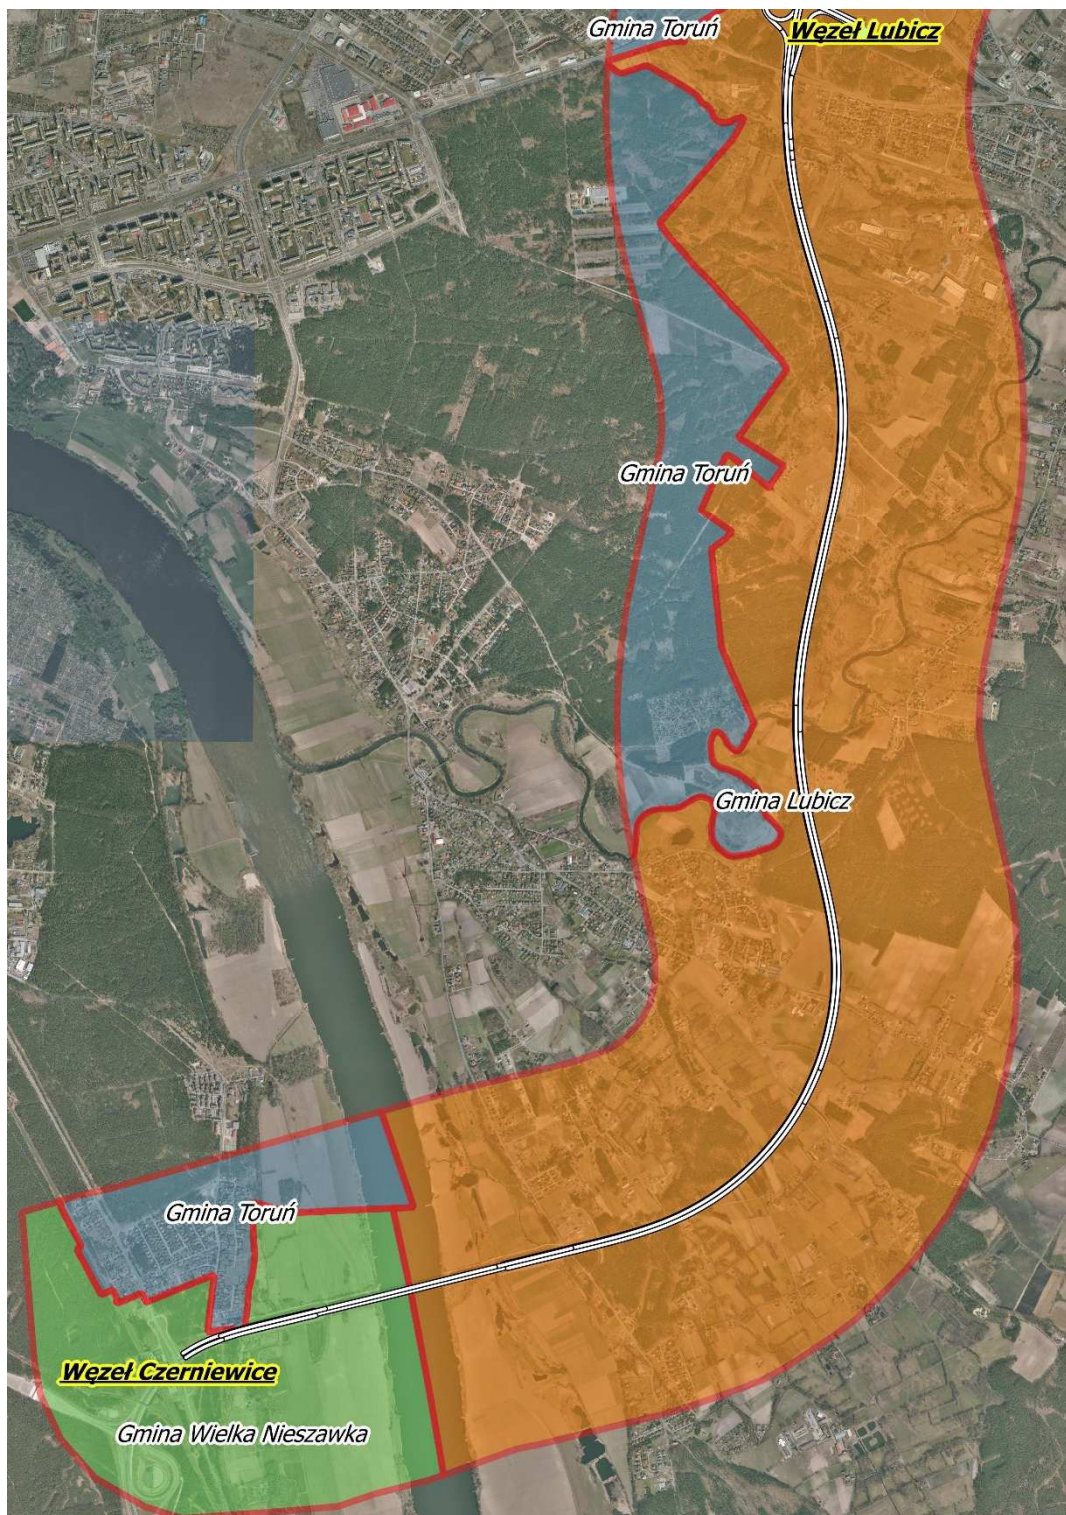 Gmina Toruń
Węzeł Lubicz
Gmina Toruń
Gmina Lubicz
Gmina Toruń
Węzeł Czerniewice
Gmina Wielka Nieszawka